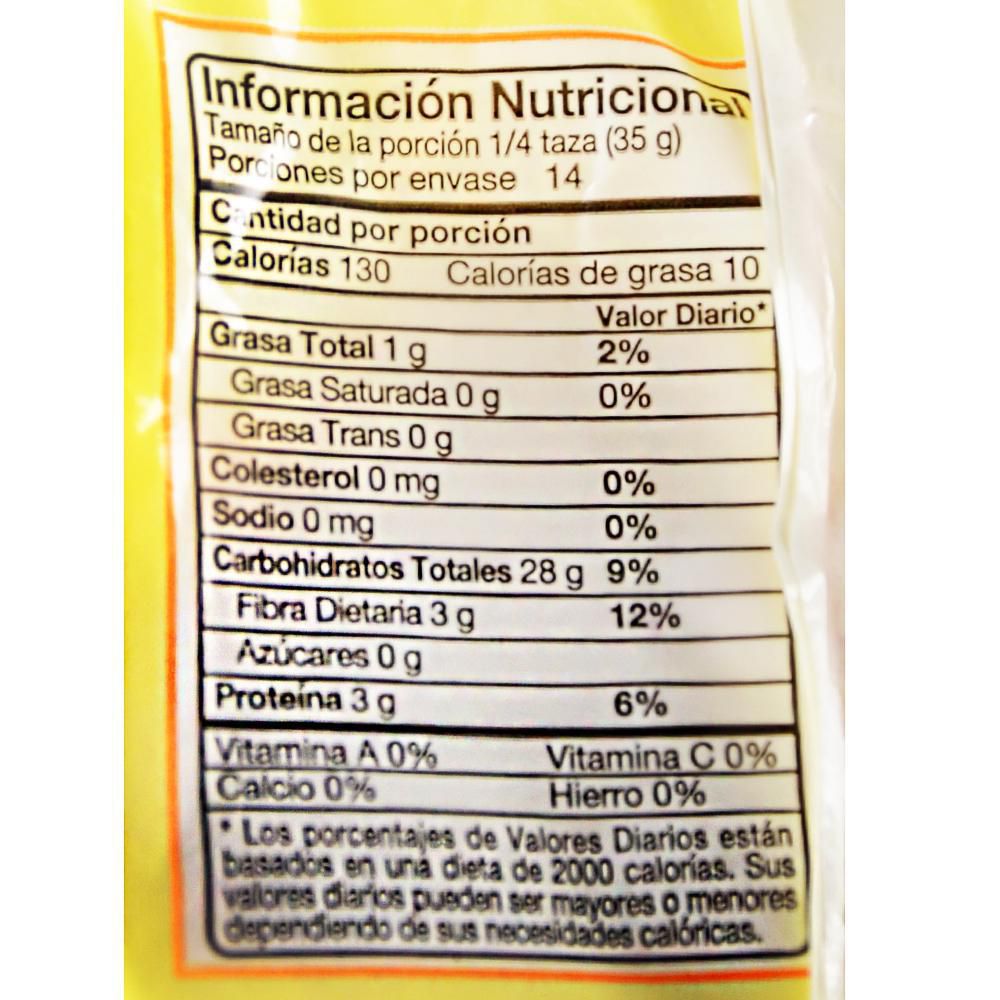 Información Nutricional
Tamaño de la porción 1/4 taza (35 g)
Porciones por envase 14
Cantidad por porción
Calorías 130 Calorías de grasa 10
Valor Diario*
Grasa Total 1 g 2%
Grasa Saturada 0 g 0%
Grasa Trans 0 g
Colesterol 0 mg 0%
Sodio 0 mg 0%
Carbohidratos Totales 28 g 9%
Fibra Dietaria 3 g 12%
Azúcares 0 g
Proteína 3 g 6%
Vitamina A 0% Vitamina C 0%
Calcio 0% Hierro 0%
* Los porcentajes de Valores Diarios están
basados en una dieta de 2000 calorías. Sus
valores diarios pueden ser mayores o menores
dependiendo de sus necesidades calóricas.